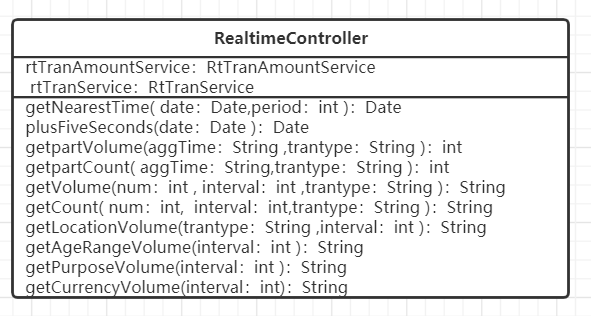 RealtimeController
rtTranAmountService：RtTranAmountService
rtTranService：RtTranService
getNearestTime( date：Date,period：int )：Date
plusFiveSeconds(date：Date )：Date
getpartVolume(aggTime：String ,trantype：String )：int
getpartCount( aggTime：String,trantype：String )：int
getVolume(num：int , interval：int ,trantype：String )：String
getCount( num：int,  interval：int,trantype：String )：String
getLocationVolume(trantype：String ,interval：int )：String
getAgeRangeVolume(interval：int )：String
getPurposeVolume(interval：int )：String
getCurrencyVolume(interval：int)：String